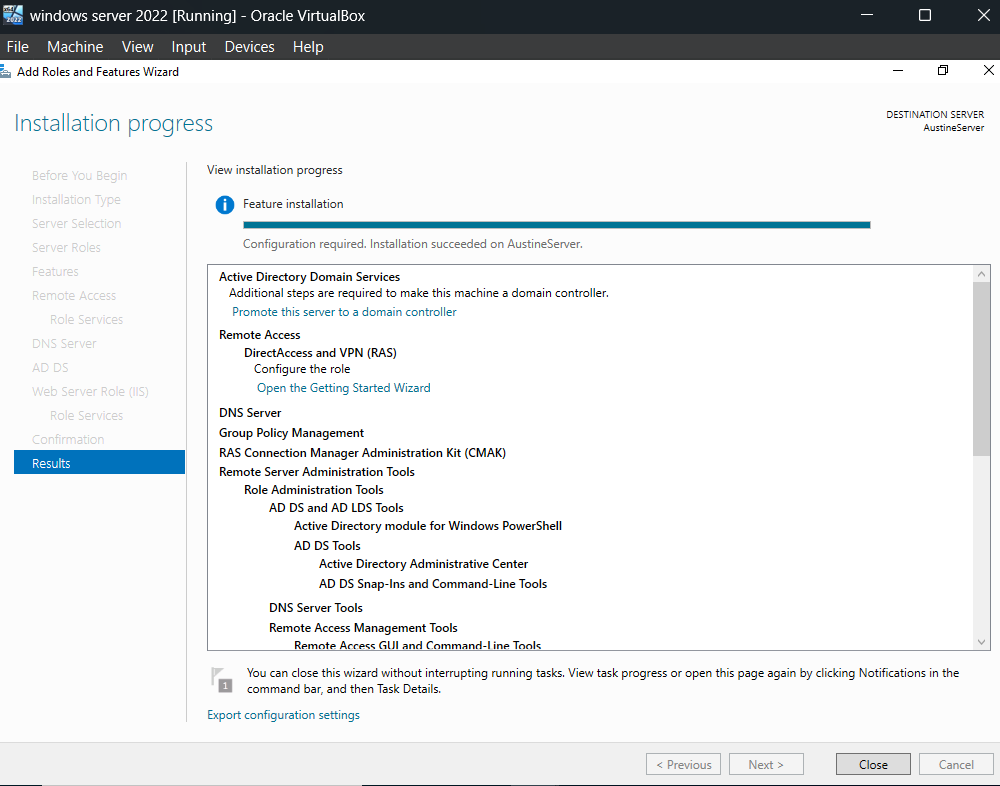 windows server 2022 [Running] - Oracle VirtualBox
File Machine View Input Devices Help
Add Roles and Features Wizard
Installation progress
DESTINATION SERVER
AustineServer
Before You Begin
Installation Type
Server Selection
Server Roles
Features
Remote Access
Role Services
DNS Server
AD DS
Web Server Role (IIS)
Role Services
Confirmation
Results
View installation progress
Feature installation
Configuration required. Installation succeeded on AustineServer.
Active Directory Domain Services
Additional steps are required to make this machine a domain controller.
Promote this server to a domain controller
Remote Access
DirectAccess and VPN (RAS)
Configure the role
Open the Getting Started Wizard
DNS Server
Group Policy Management
RAS Connection Manager Administration Kit (CMAK)
Remote Server Administration Tools
Role Administration Tools
AD DS and AD LDS Tools
Active Directory module for Windows PowerShell
AD DS Tools
Active Directory Administrative Center
AD DS Snap-Ins and Command-Line Tools
DNS Server Tools
Remote Access Management Tools
Remote Access GUI and Command-Line Tools
1
You can close this wizard without interrupting running tasks. View task progress or open this page again by clicking Notifications in the
command bar, and then Task Details.
Export configuration settings
< Previous Next > Close Cancel